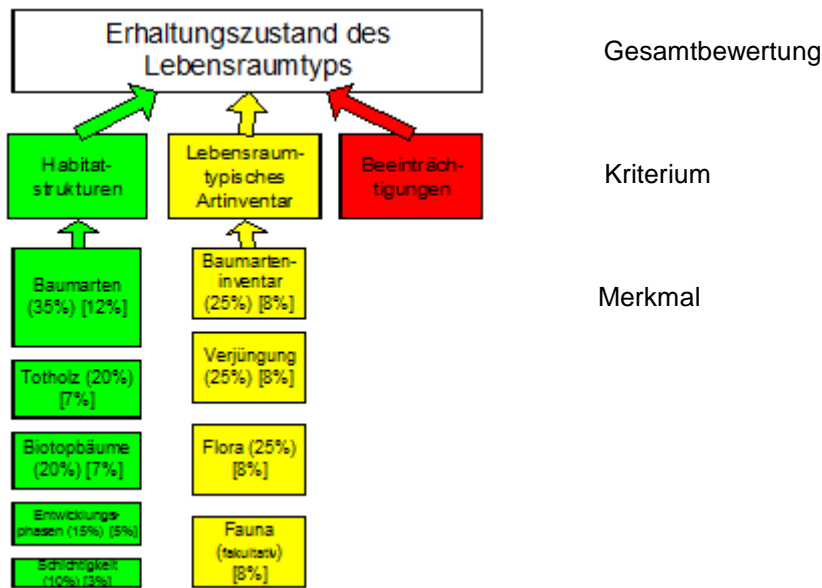 Erhaltungszustand des
Lebensraumtyps
Gesamtbewertung
Habitat-
strukturen
Lebensraum-
typisches
Artinventar
Beeinträch-
tigungen
Kriterium
Baumarten
(35%) [12%]
Baumarten-
inventar
(25%) [8%]
Merkmal
Totholz (20%)
[7%]
Verjüngung
(25%) [8%]
Biotopbäume
(20%) [7%]
Flora (25%)
[8%]
Entwicklungs-
phasen (15%) [5%]
Schichtigkeit
(10%) [3%]
Fauna
(fakultativ)
[8%]